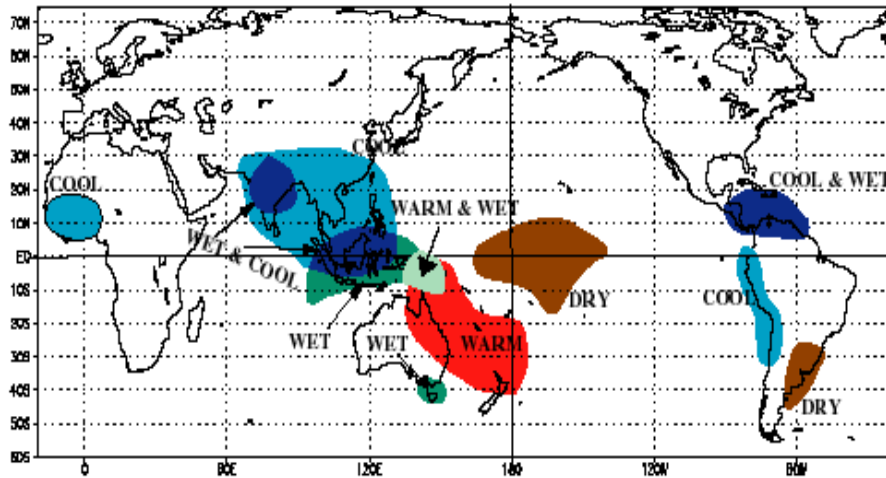 70N
60N
50N
40N
COOL
30N
COOL
20N
COOL & WET
WARM & WET
10N
WET & COOL
EQ
10S
DRY
COOL
20S
WET
WET
WARM
30S
40S
DRY
50S
60S
0
60E
120E
180
120W
60W